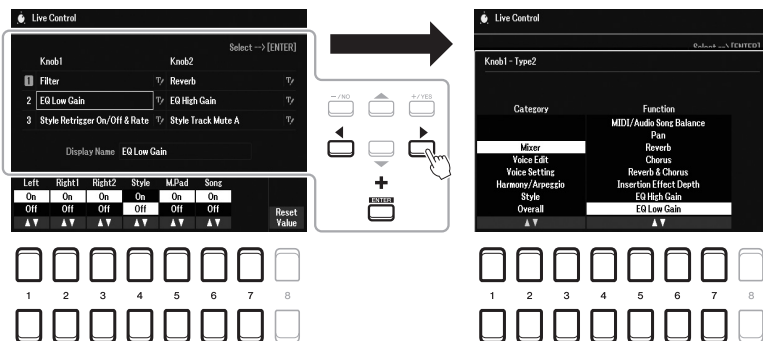 Live Control
Select --> [ENTER]
Knob1 Knob2
1 Filter T/ Reverb T/
2 EQ Low Gain T/ EQ High Gain T/
3 Style Retrigger On/Off & Rate T/ Style Track Mute A T/
Display Name EQ Low Gain
Left Right1 Right2 Style M.Pad Song
On On On On On On
Off Off Off Off Off Off
Reset
Value
1 2 3 4 5 6 7 8
−/NO +/YES
+
ENTER
Live Control
Select --> [ENTER]
Knob1 - Type2
Category Function
MIDI/Audio Song Balance
Pan
Mixer Reverb
Voice Edit Chorus
Voice Setting Reverb & Chorus
Harmony/Arpeggio Insertion Effect Depth
Style EQ High Gain
Overall EQ Low Gain
1 2 3 4 5 6 7 8